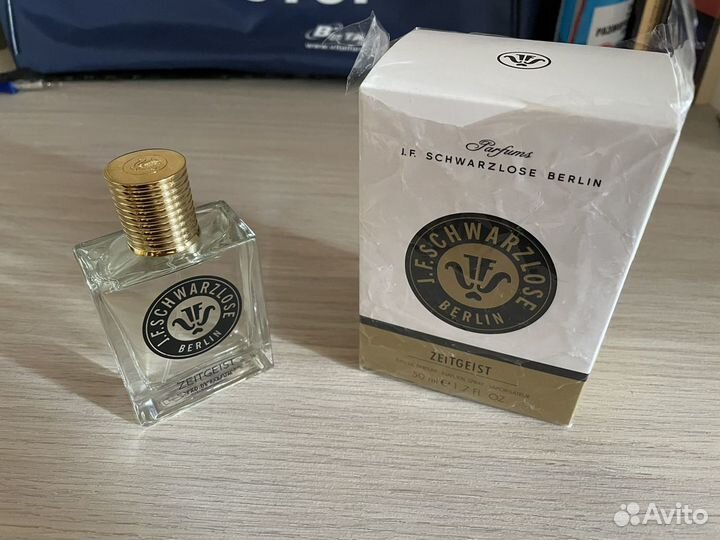 Parfums
J.F. SCHWARZLOSE BERLIN
J.F. SCHWARZLOSE
BERLIN
ZEITGEIST
50 ml e 1.7 FL. OZ
J.F. SCHWARZLOSE
BERLIN
ZEITGEIST
Avito